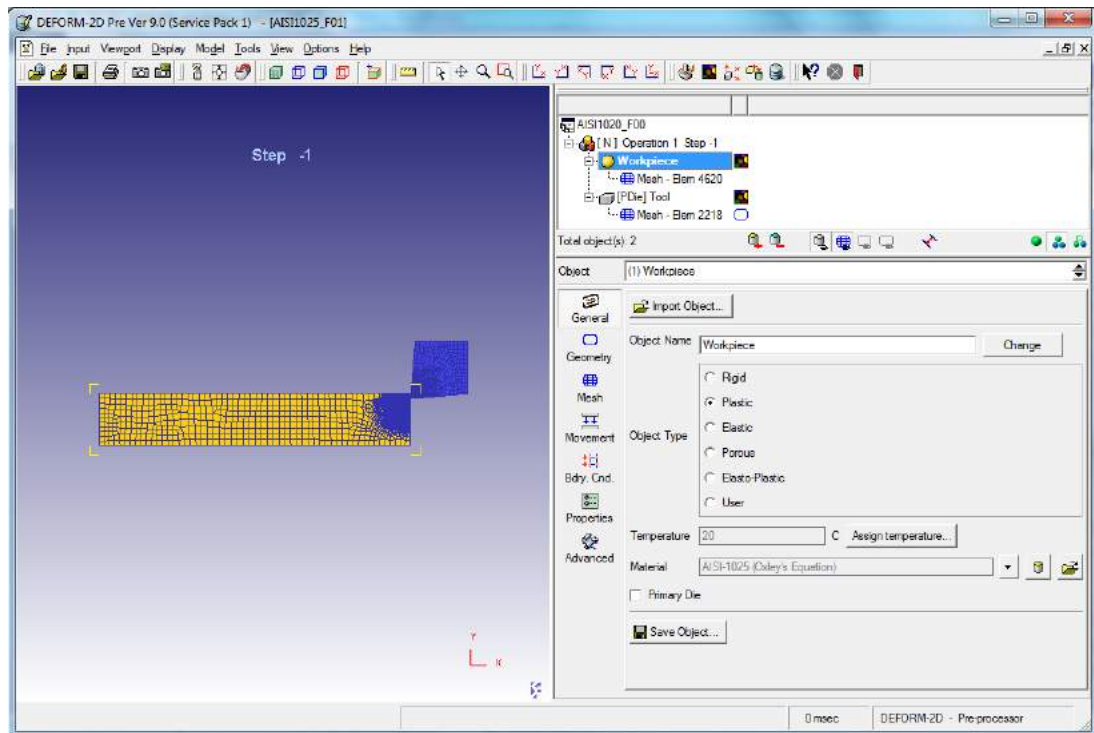 DEFORM-2D Pre Ver 9.0 (Service Pack 1) - [AISI1025_F01]
File Input Viewport Display Model Tools View Options Help
Step -1
AISI1020_F00
[N] Operation 1 Step -1
Workpiece
Mesh - Elem 4620
[PDie] Tool
Mesh - Elem 2218
Total object(s): 2
Object (1) Workpiece
General
Import Object...
Geometry
Object Name Workpiece Change
Mesh
Movement
Bdry. Cnd.
Properties
Advanced
Object Type
Rigid
Plastic
Elastic
Porous
Elasto-Plastic
User
Temperature 20 C Assign temperature...
Material AISI-1025 (Oxley's Equation)
Primary Die
Save Object...
Y
X
0 msec DEFORM-2D - Pre-processor